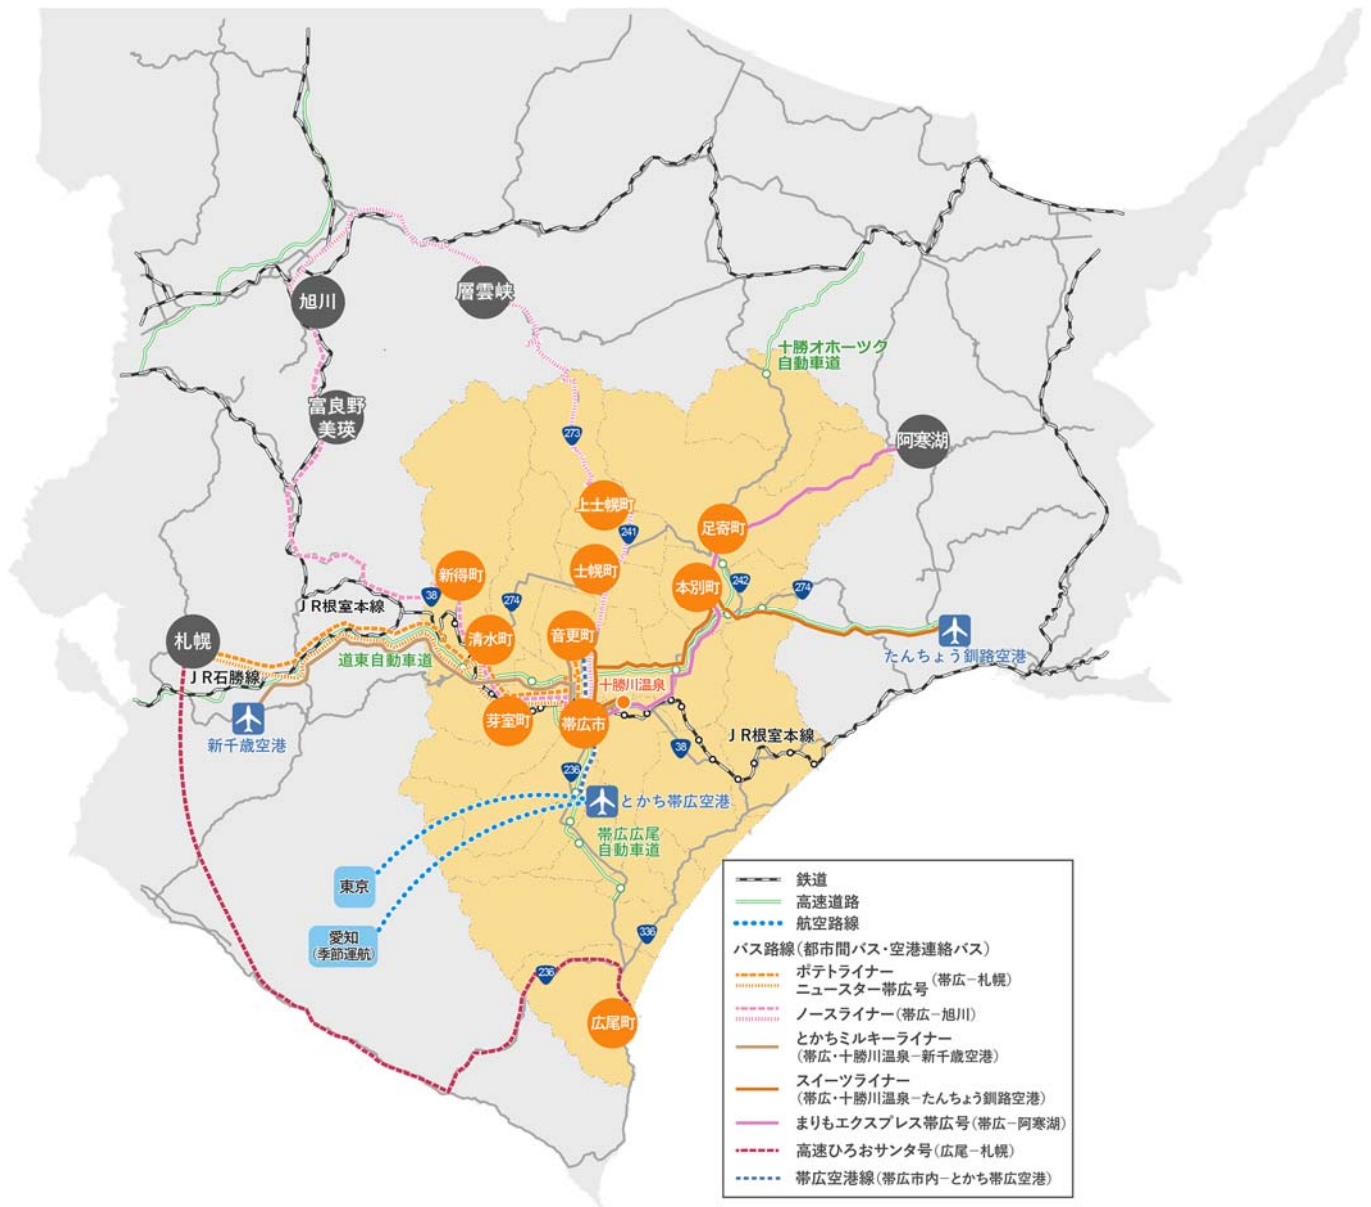 旭川
層雲峡
十勝オホーツク
自動車道
富良野
美瑛
273
阿寒湖
上士幌町
足寄町
241
士幌町
新得町
本別町
242
274
274
38
JR根室本線
札幌
清水町
音更町
たんちょう釧路空港
道東自動車道
JR石勝線
十勝川温泉
新千歳空港
芽室町
帯広市
JR根室本線
38
236
とかち帯広空港
帯広広尾
自動車道
東京
愛知
(季節運航)
336
236
広尾町
鉄道
高速道路
航空路線
バス路線(都市間バス・空港連絡バス)
ポテトライナー
ニュースター帯広号(帯広−札幌)
ノースライナー(帯広−旭川)
とかちミルキーライナー
(帯広・十勝川温泉−新千歳空港)
スイーツライナー
(帯広・十勝川温泉−たんちょう釧路空港)
まりもエクスプレス帯広号(帯広−阿寒湖)
高速ひろおサンタ号(広尾−札幌)
帯広空港線(帯広市内−とかち帯広空港)